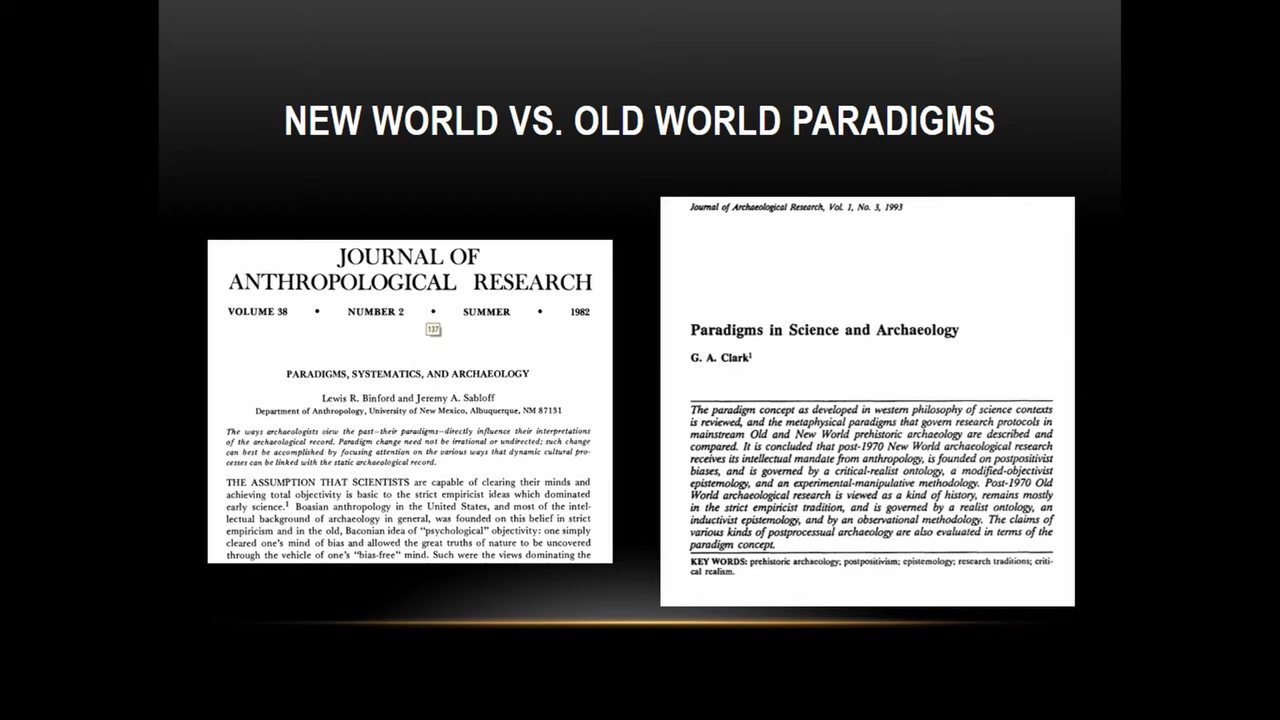 NEW WORLD VS. OLD WORLD PARADIGMS
JOURNAL OF
ANTHROPOLOGICAL RESEARCH
VOLUME 38 • NUMBER 2 • SUMMER • 1982
137
PARADIGMS, SYSTEMATICS, AND ARCHAEOLOGY
Lewis R. Binford and Jeremy A. Sabloff
Department of Anthropology, University of New Mexico, Albuquerque, NM 87131
The ways archaeologists view the past—their paradigms—directly influence their interpretations
of the archaeological record. Paradigm change need not be irrational or undirected; such change
can best be accomplished by focusing attention on the various ways that dynamic cultural pro-
cesses can be linked with the static archaeological record.
THE ASSUMPTION THAT SCIENTISTS are capable of clearing their minds and
achieving total objectivity is basic to the strict empiricist ideas which dominated
early science.¹ Boasian anthropology in the United States, and most of the intel-
lectual background of archaeology in general, was founded on this belief in strict
empiricism and in the old, Baconian idea of "psychological" objectivity: one simply
cleared one's mind of bias and allowed the great truths of nature to be uncovered
through the vehicle of one's "bias-free" mind. Such were the views dominating the
Journal of Archaeological Research, Vol. 1, No. 3, 1993
Paradigms in Science and Archaeology
G. A. Clark¹
The paradigm concept as developed in western philosophy of science contexts
is reviewed, and the metaphysical paradigms that govern research protocols in
mainstream Old and New World prehistoric archaeology are described and
compared. It is concluded that post-1970 New World archaeological research
receives its intellectual mandate from anthropology, is founded on postpositivist
biases, and is governed by a critical-realist ontology, a modified-objectivist
epistemology, and an experimental-manipulative methodology. Post-1970 Old
World archaeological research is viewed as a kind of history, remains mostly
in the strict empiricist tradition, and is governed by a realist ontology, an
inductivist epistemology, and by an observational methodology. The claims of
various kinds of postprocessual archaeology are also evaluated in terms of the
paradigm concept.
KEY WORDS: prehistoric archaeology; postpositivism; epistemology; research traditions; criti-
cal realism.